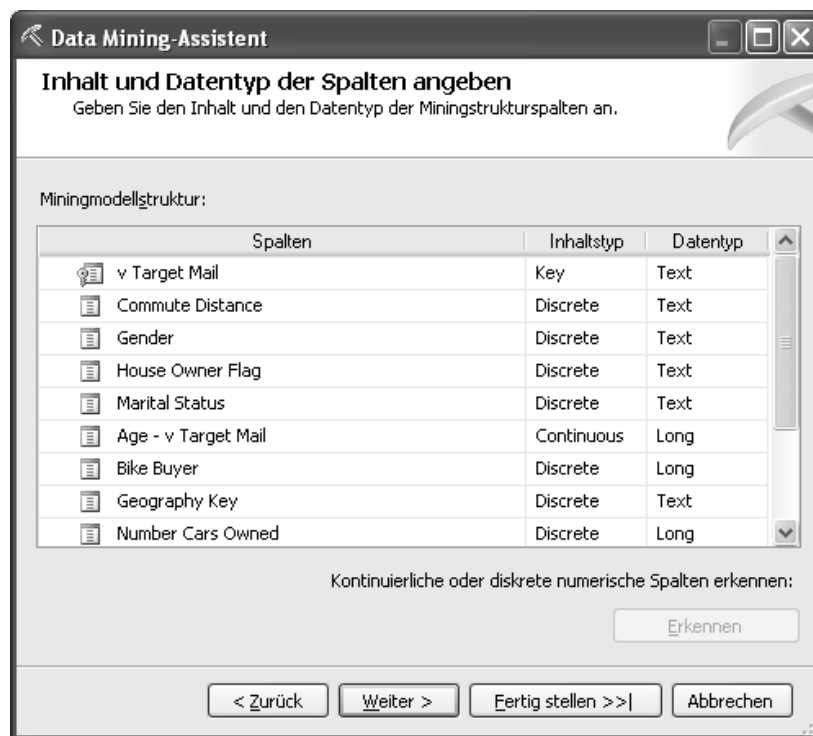 Data Mining-Assistent
Inhalt und Datentyp der Spalten angeben
Geben Sie den Inhalt und den Datentyp der Miningstrukturspalten an.
Miningmodellstruktur:
Spalten Inhaltstyp Datentyp
v Target Mail Key Text
Commute Distance Discrete Text
Gender Discrete Text
House Owner Flag Discrete Text
Marital Status Discrete Text
Age - v Target Mail Continuous Long
Bike Buyer Discrete Long
Geography Key Discrete Text
Number Cars Owned Discrete Long
Kontinuierliche oder diskrete numerische Spalten erkennen:
Erkennen
< Zurück Weiter > Fertig stellen >>| Abbrechen